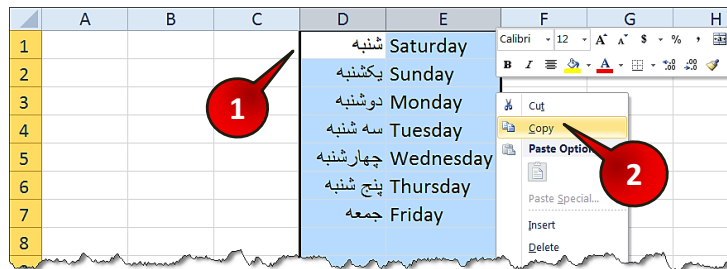 A B C D E F G H
Calibri 12 A A $ % ,
B I A
1 شنبه Saturday
2 یکشنبه Sunday
3 دوشنبه Monday
4 سه شنبه Tuesday
5 چهارشنبه Wednesday
6 پنج شنبه Thursday
7 جمعه Friday
8
1
Cut
Copy
Paste Option
2
Paste Special...
Insert
Delete